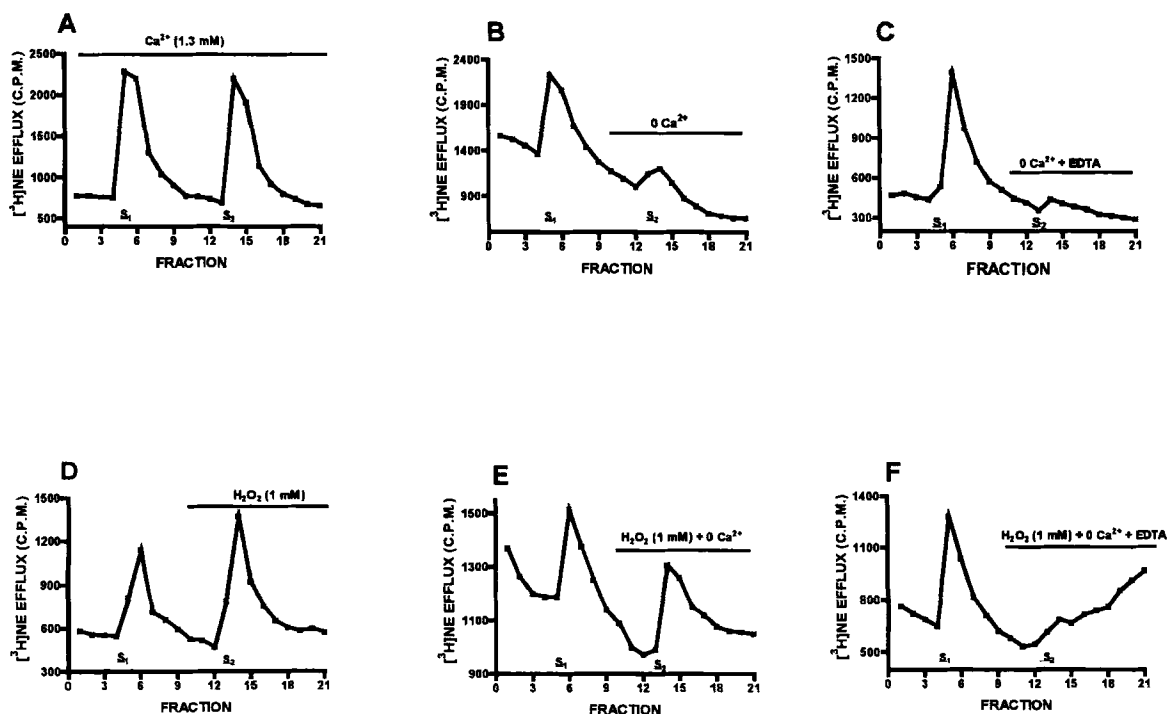 A
Ca²⁺ (1.3 mM)
[³H]NE EFFLUX (C.P.M.)
2500
2000
1500
1000
500
S₁
S₂
0 3 6 9 12 15 18 21
FRACTION
B
[³H]NE EFFLUX (C.P.M.)
2400
1900
1400
900
0 Ca²⁺
S₁
S₂
0 3 6 9 12 15 18 21
FRACTION
C
[³H]NE EFFLUX (C.P.M.)
1500
1200
900
600
300
0 Ca²⁺ + EDTA
S₁
S₂
0 3 6 9 12 15 18 21
FRACTION
D
H₂O₂ (1 mM)
[³H]NE EFFLUX (C.P.M.)
1500
1200
900
600
300
S₁
S₂
0 3 6 9 12 15 18 21
FRACTION
E
[³H]NE EFFLUX (C.P.M.)
1500
1300
1100
900
H₂O₂ (1 mM) + 0 Ca²⁺
S₁
S₂
0 3 6 9 12 15 18 21
FRACTION
F
[³H]NE EFFLUX (C.P.M.)
1400
1100
800
500
H₂O₂ (1 mM) + 0 Ca²⁺ + EDTA
S₁
S₂
0 3 6 9 12 15 18 21
FRACTION